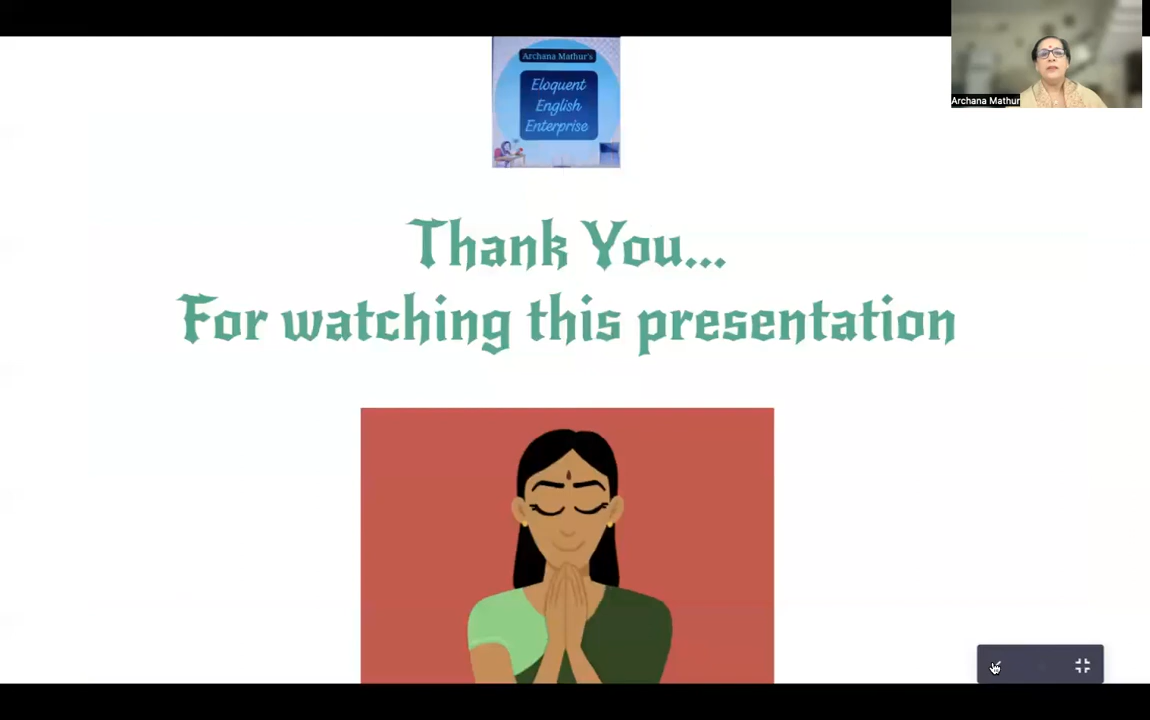 Archana Mathur's
Eloquent
English
Enterprise
Archana Mathur
Thank You...
For watching this presentation